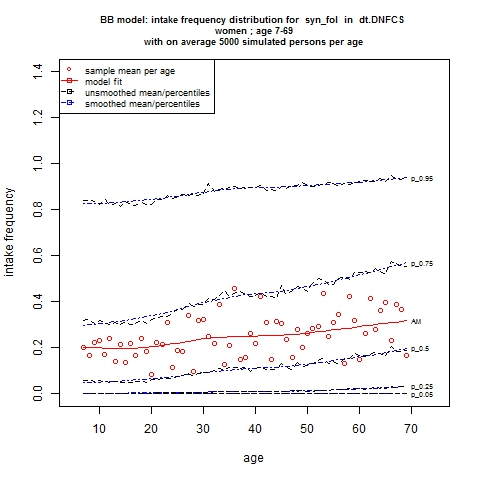 BB model: intake frequency distribution for syn_fol in dt.DNFCS
women ; age 7-69
with on average 5000 simulated persons per age
sample mean per age
model fit
unsmoothed mean/percentiles
smoothed mean/percentiles
intake frequency
1.4
1.2
1.0
0.8
0.6
0.4
0.2
0.0
p_0.95
p_0.75
AM
p_0.5
p_0.25
p_0.05
10 20 30 40 50 60 70
age